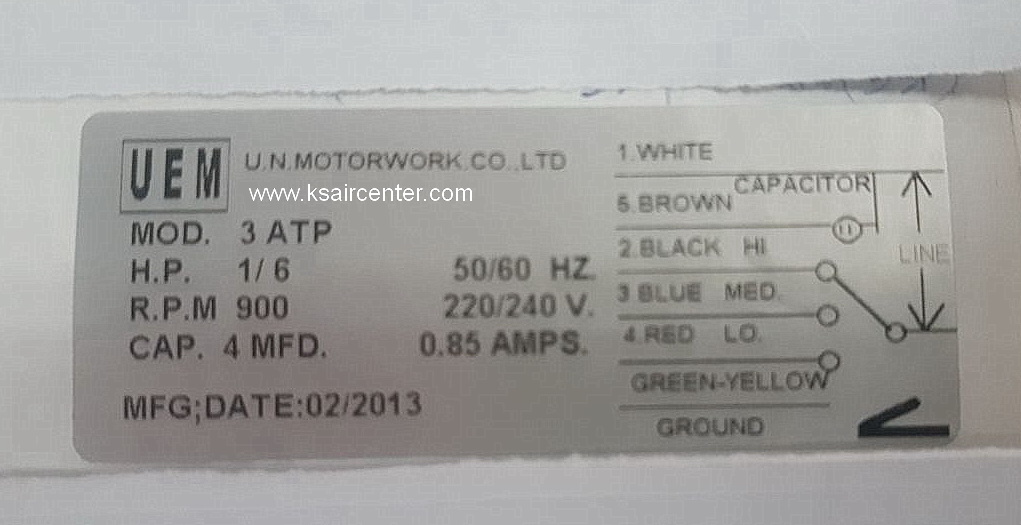 UEM U.N.MOTORWORK.CO.,LTD
www.ksaircenter.com
MOD. 3 ATP
H.P. 1/6 50/60 HZ.
R.P.M 900 220/240 V.
CAP. 4 MFD. 0.85 AMPS.
MFG;DATE:02/2013
1.WHITE
CAPACITOR
5.BROWN
2.BLACK HI
LINE
3.BLUE MED.
4.RED LO.
GREEN-YELLOW
GROUND